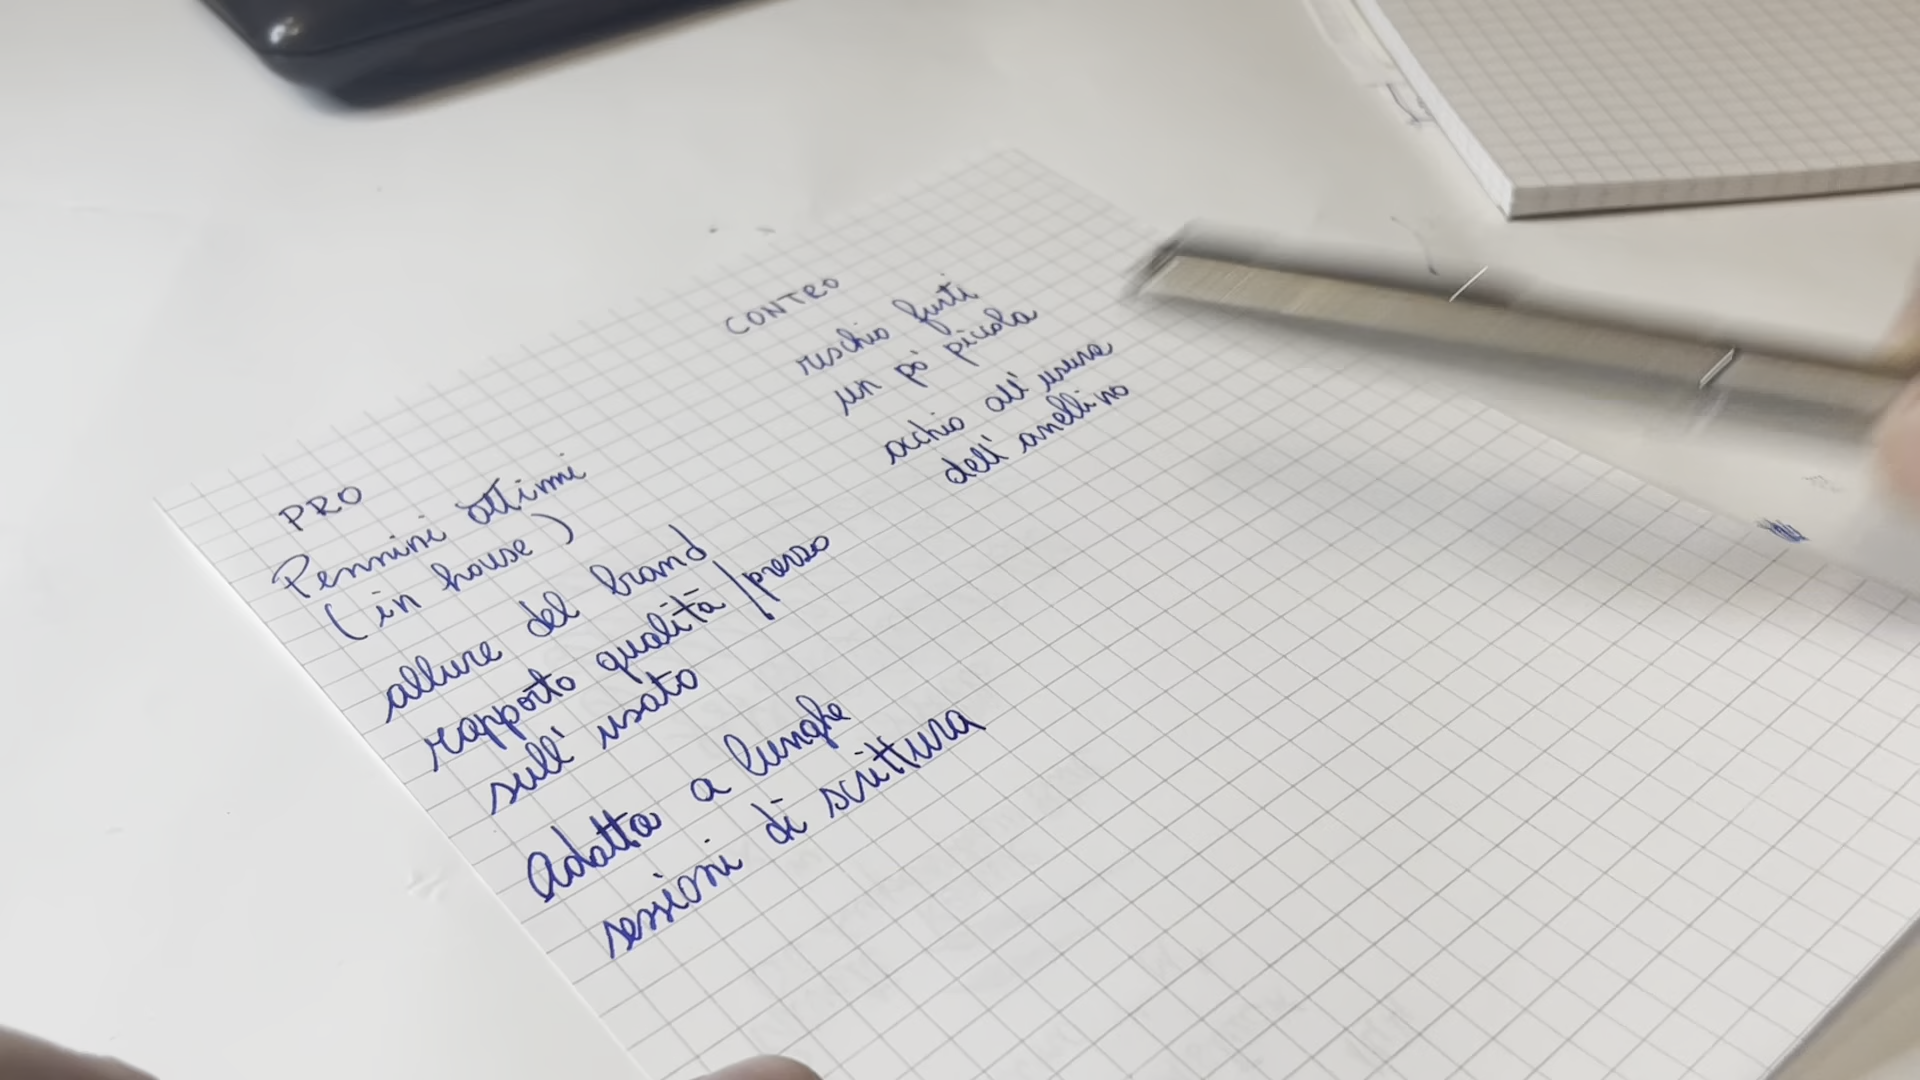 PRO
Pennini ottimi
(in house)
allure del brand
rapporto qualità/prezzo
sull'usato
Adatta a lunghe
sessioni di scrittura
CONTRO
rischio furti
un po' piccola
occhio all'usura
dell'anellino